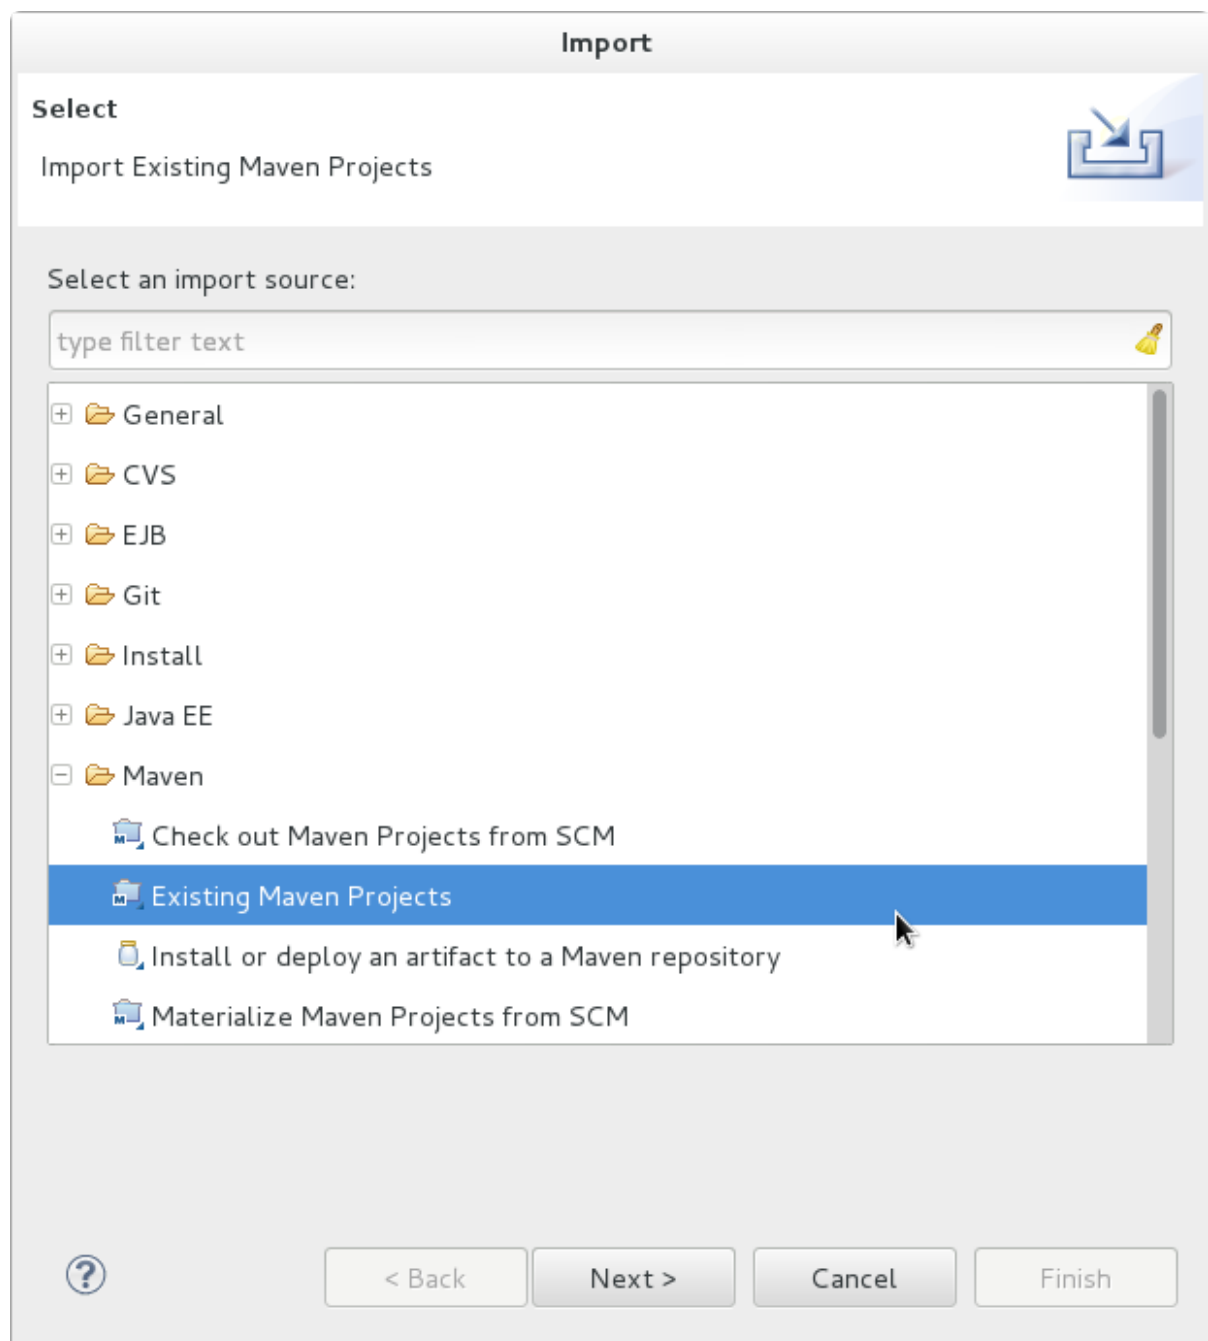 Import
Select
Import Existing Maven Projects
Select an import source:
type filter text
General
CVS
EJB
Git
Install
Java EE
Maven
Check out Maven Projects from SCM
Existing Maven Projects
Install or deploy an artifact to a Maven repository
Materialize Maven Projects from SCM
? < Back Next > Cancel Finish